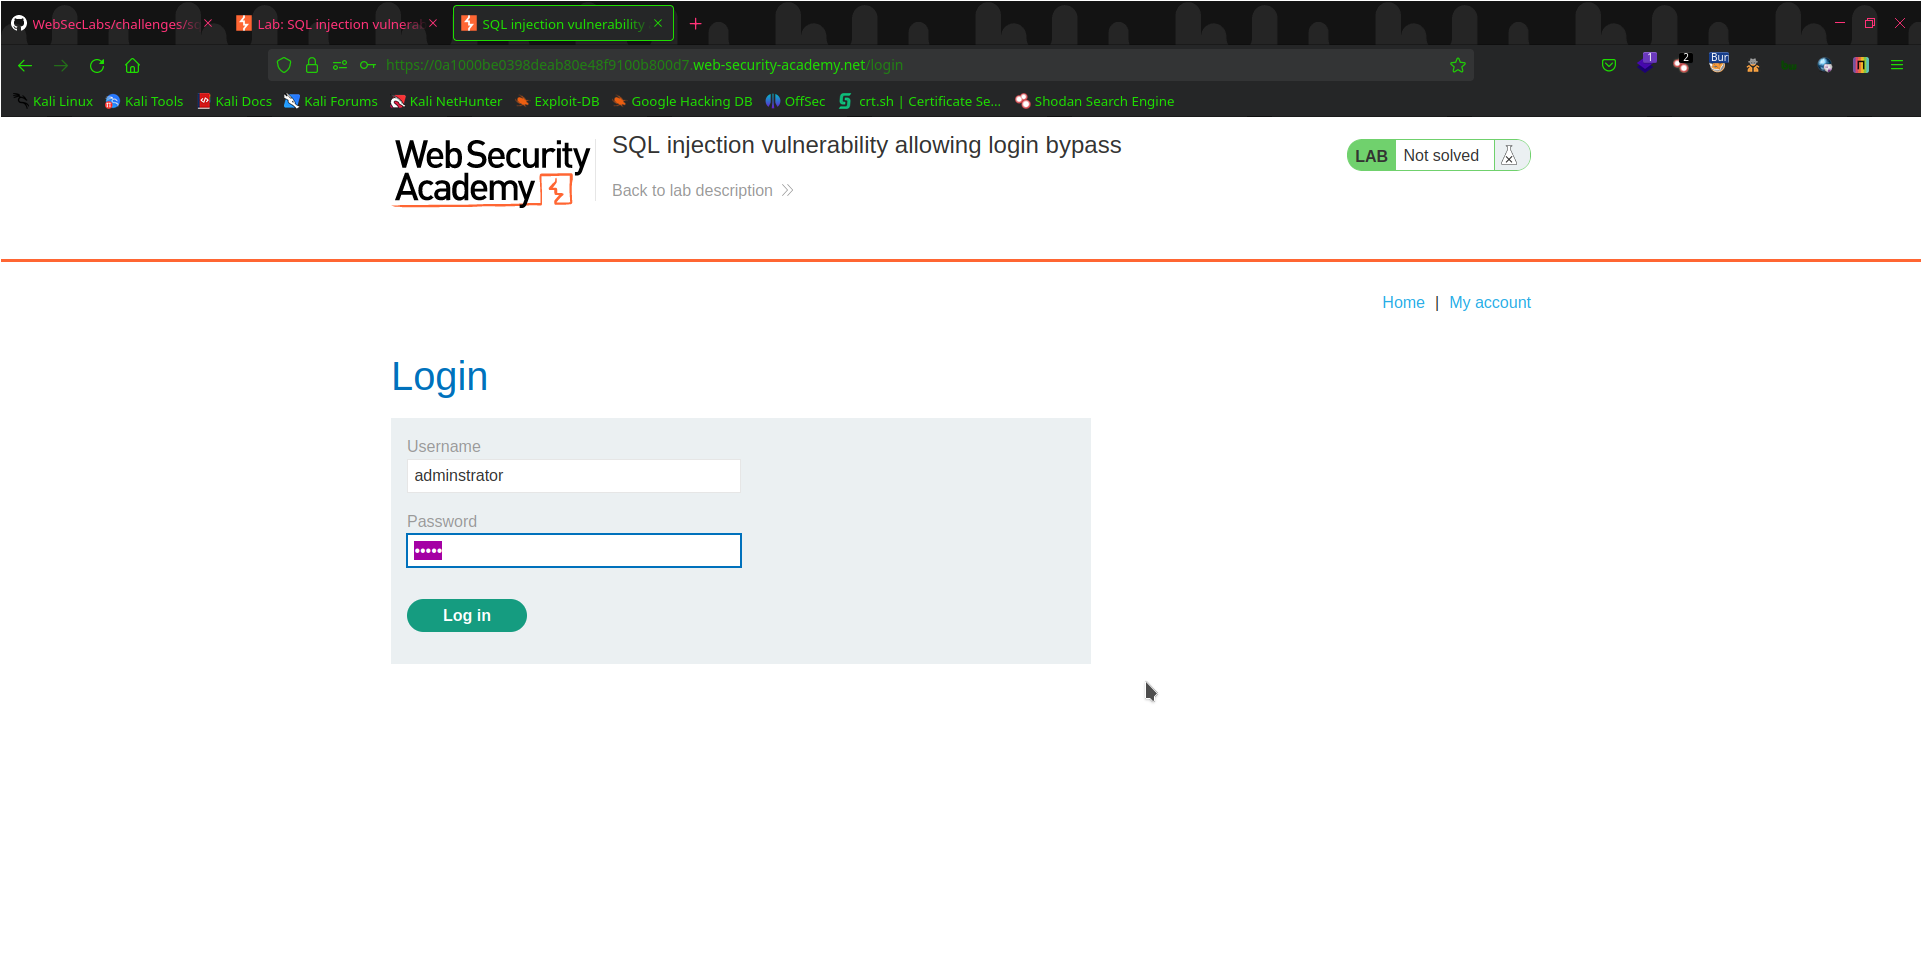 WebSecLabs/challenges/s
Lab: SQL injection vulnera
SQL injection vulnerability
https://0a1000be0398deab80e48f9100b800d7.web-security-academy.net/login
1
2
Bur
Kali Linux
Kali Tools
Kali Docs
Kali Forums
Kali NetHunter
Exploit-DB
Google Hacking DB
OffSec
crt.sh | Certificate Se...
Shodan Search Engine
Web Security
Academy
SQL injection vulnerability allowing login bypass
Back to lab description
LAB Not solved
Home | My account
Login
Username
adminstrator
Password
•••••
Log in